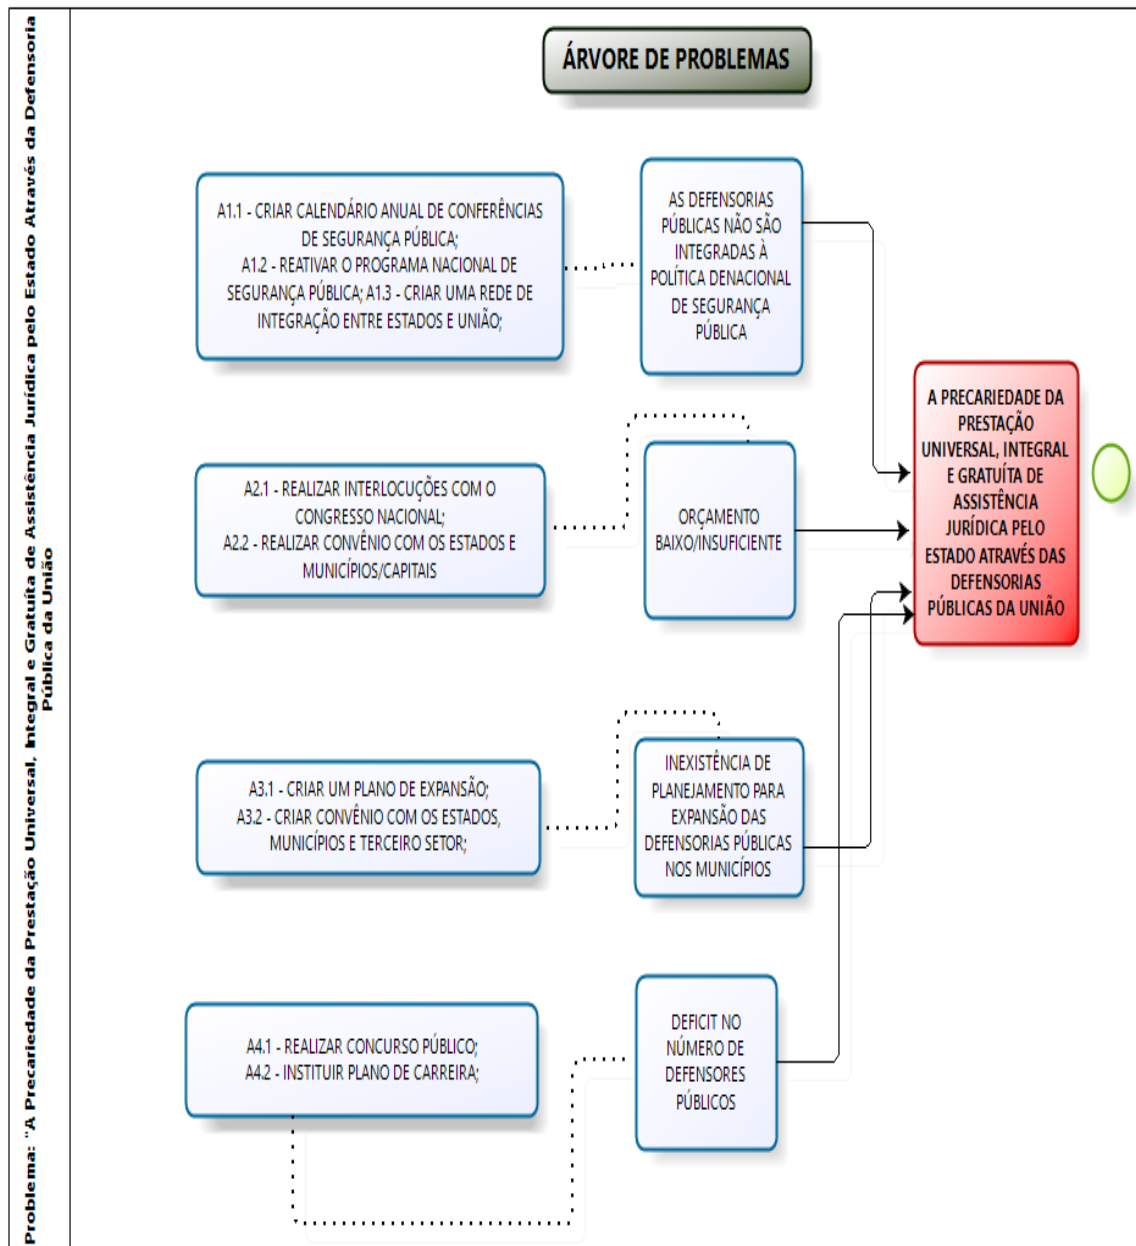 Problema: "A Precariedade da Prestação Universal, Integral e Gratuíta de Assistência Jurídica pelo Estado Através da Defensoria
Pública da União
ÁRVORE DE PROBLEMAS
A1.1 - CRIAR CALENDÁRIO ANUAL DE CONFERÊNCIAS
DE SEGURANÇA PÚBLICA;
A1.2 - REATIVAR O PROGRAMA NACIONAL DE
SEGURANÇA PÚBLICA; A1.3 - CRIAR UMA REDE DE
INTEGRAÇÃO ENTRE ESTADOS E UNIÃO;
AS DEFENSORIAS
PÚBLICAS NÃO SÃO
INTEGRADAS À
POLÍTICA DENACIONAL
DE SEGURANÇA
PÚBLICA
A2.1 - REALIZAR INTERLOCUÇÕES COM O
CONGRESSO NACIONAL;
A2.2 - REALIZAR CONVÊNIO COM OS ESTADOS E
MUNICÍPIOS/CAPITAIS
ORÇAMENTO
BAIXO/INSUFICIENTE
A PRECARIEDADE DA
PRESTAÇÃO
UNIVERSAL, INTEGRAL
E GRATUÍTA DE
ASSISTÊNCIA
JURÍDICA PELO
ESTADO ATRAVÉS DAS
DEFENSORIAS
PÚBLICAS DA UNIÃO
A3.1 - CRIAR UM PLANO DE EXPANSÃO;
A3.2 - CRIAR CONVÊNIO COM OS ESTADOS,
MUNICÍPIOS E TERCEIRO SETOR;
INEXISTÊNCIA DE
PLANEJAMENTO PARA
EXPANSÃO DAS
DEFENSORIAS PÚBLICAS
NOS MUNICÍPIOS
A4.1 - REALIZAR CONCURSO PÚBLICO;
A4.2 - INSTITUIR PLANO DE CARREIRA;
DEFICIT NO
NÚMERO DE
DEFENSORES
PÚBLICOS